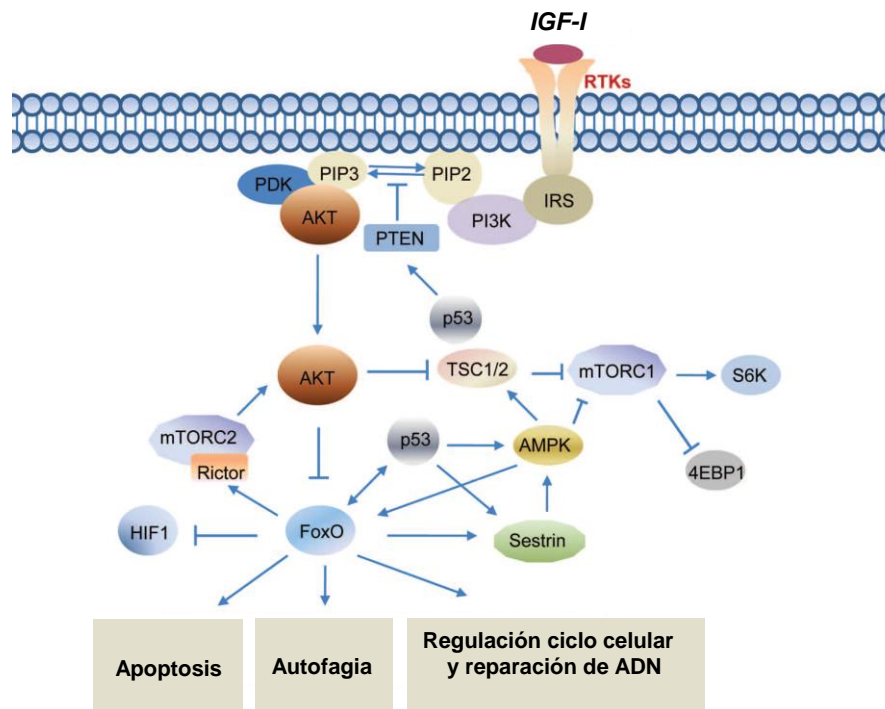 IGF-I
RTKs
PDK
PIP3
PIP2
AKT
PTEN
PI3K
IRS
p53
AKT
TSC1/2
mTORC1
S6K
mTORC2
Rictor
p53
AMPK
4EBP1
HIF1
FoxO
Sestrin
Apoptosis
Autofagia
Regulación ciclo celular
y reparación de ADN